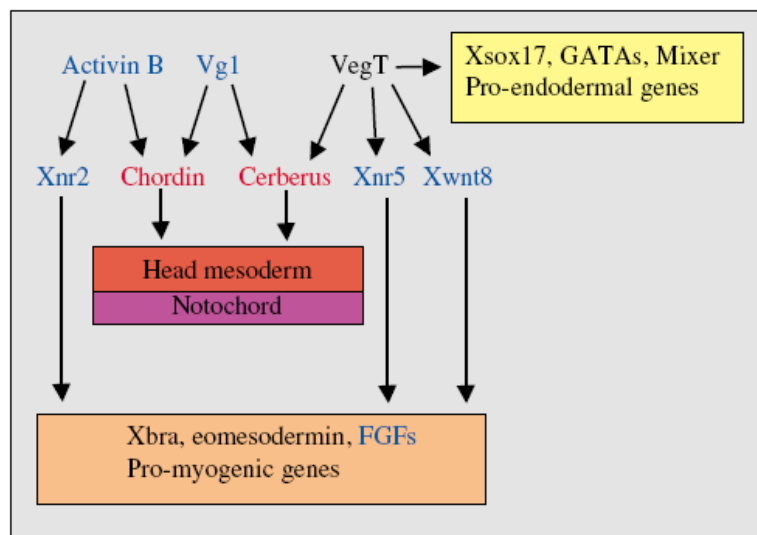 Activin B Vg1 VegT
Xsox17, GATAs, Mixer
Pro-endodermal genes
Xnr2 Chordin Cerberus Xnr5 Xwnt8
Head mesoderm
Notochord
Xbra, eomesodermin, FGFs
Pro-myogenic genes